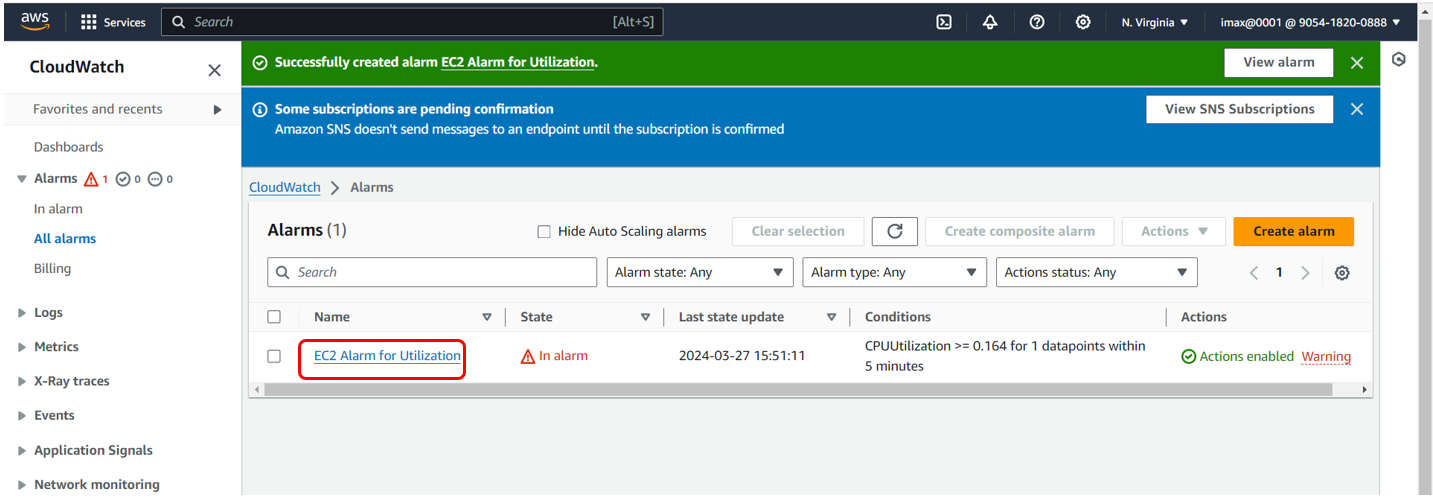 aws
Services
Search
[Alt+S]
N. Virginia
imax@0001 @ 9054-1820-0888
CloudWatch
Favorites and recents
Dashboards
Alarms 1 0 0
In alarm
All alarms
Billing
Logs
Metrics
X-Ray traces
Events
Application Signals
Network monitoring
Successfully created alarm EC2 Alarm for Utilization.
View alarm
Some subscriptions are pending confirmation
Amazon SNS doesn't send messages to an endpoint until the subscription is confirmed
View SNS Subscriptions
CloudWatch
Alarms
Alarms (1)
Hide Auto Scaling alarms
Clear selection
Create composite alarm
Actions
Create alarm
Search
Alarm state: Any
Alarm type: Any
Actions status: Any
1
Name
State
Last state update
Conditions
Actions
EC2 Alarm for Utilization
In alarm
2024-03-27 15:51:11
CPUUtilization >= 0.164 for 1 datapoints within
5 minutes
Actions enabled
Warning